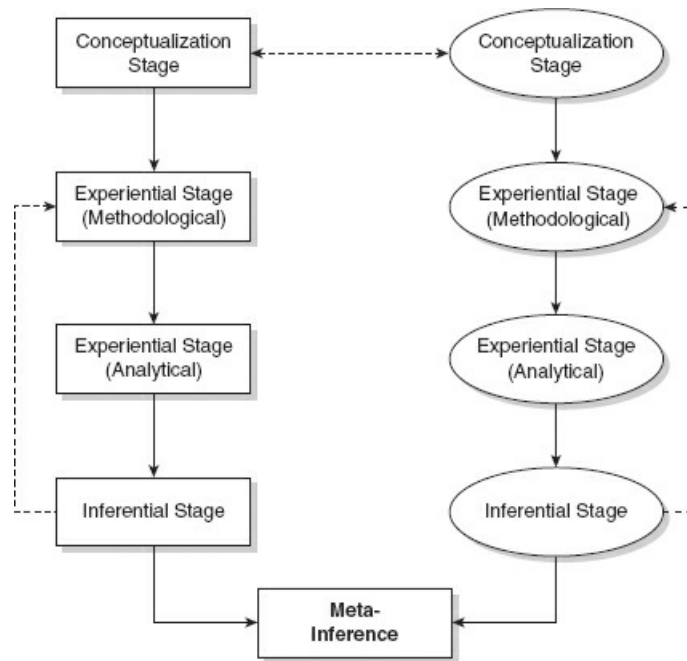 Conceptualization
Stage
Conceptualization
Stage
Experiential Stage
(Methodological)
Experiential Stage
(Methodological)
Experiential Stage
(Analytical)
Experiential Stage
(Analytical)
Inferential Stage
Inferential Stage
Meta-
Inference